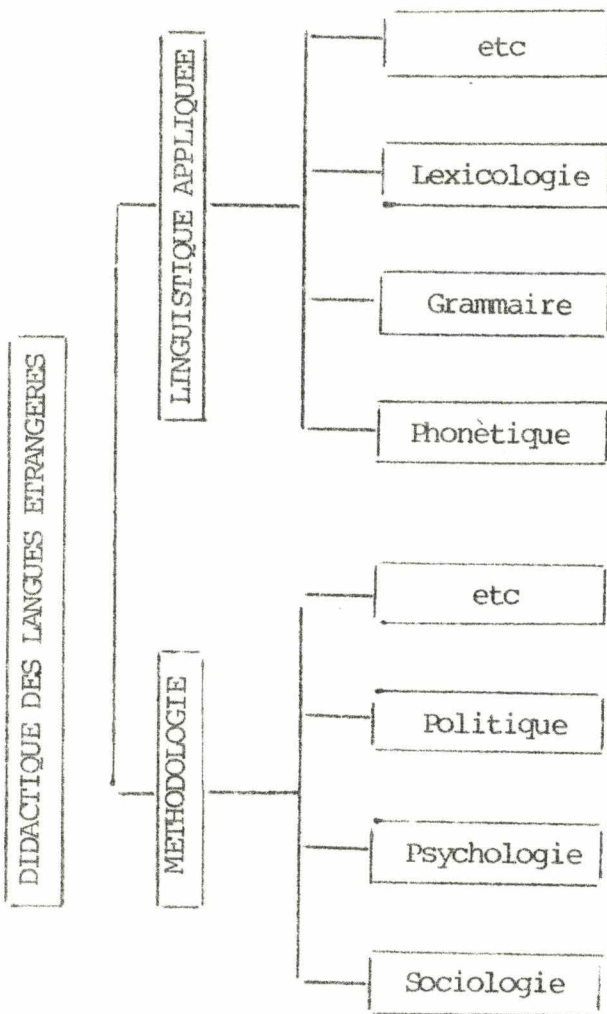 DIDACTIQUE DES LANGUES ETRANGERES
LINGUISTIQUE APPLIQUEE
etc
Lexicologie
Grammaire
Phonètique
METHODOLOGIE
etc
Politique
Psychologie
Sociologie